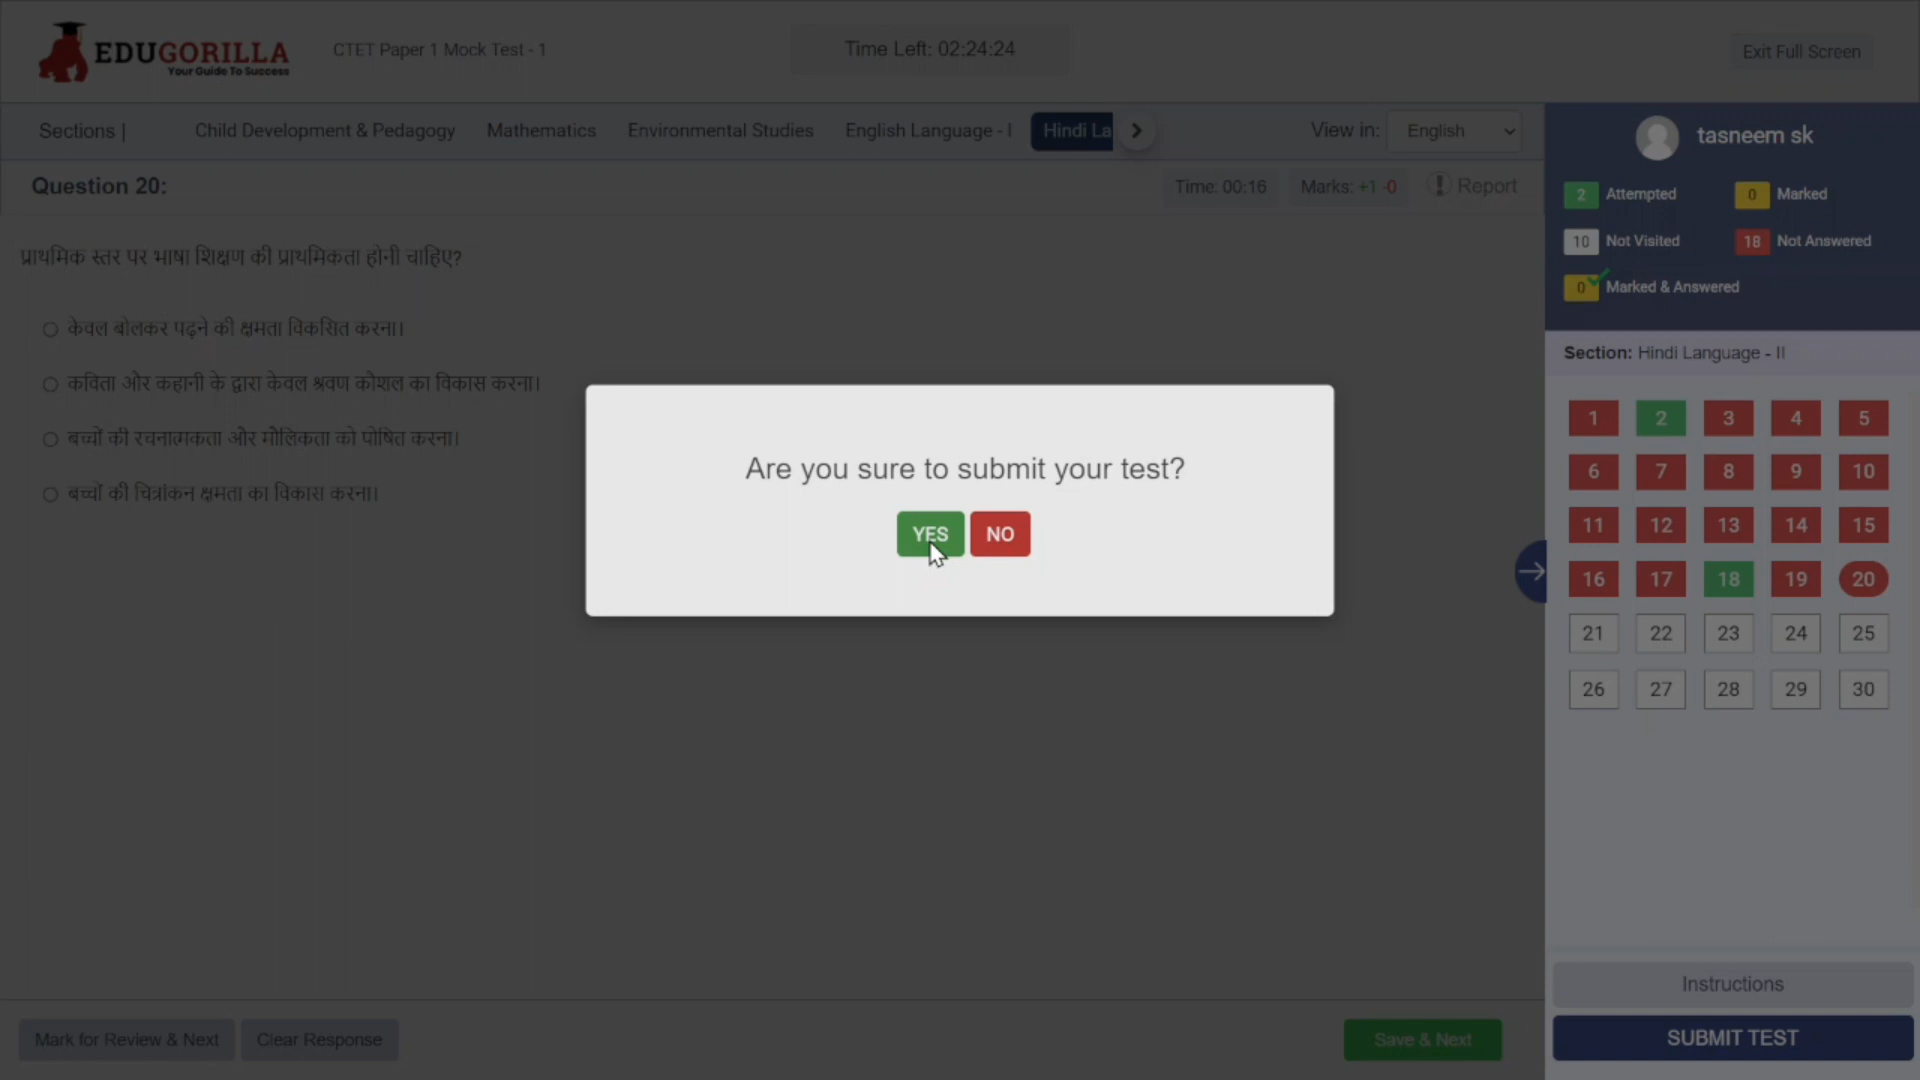 EDUGORILLA
Your Guide To Success
CTET Paper 1 Mock Test - 1
Time Left: 02:24:24
Exit Full Screen
Sections |
Child Development & Pedagogy
Mathematics
Environmental Studies
English Language - I
Hindi La
View in:
English
Question 20:
Time: 00:16
Marks: +1 -0
Report
प्राथमिक स्तर पर भाषा शिक्षण की प्राथमिकता होनी चाहिए?
केवल बोलकर पढ़ने की क्षमता विकसित करना।
कविता और कहानी के द्वारा केवल श्रवण कौशल का विकास करना।
बच्चों की रचनात्मकता और मौलिकता को पोषित करना।
बच्चों की चित्रांकन क्षमता का विकास करना।
Are you sure to submit your test?
YES NO
tasneem sk
2 Attempted 0 Marked
10 Not Visited 18 Not Answered
0 Marked & Answered
Section: Hindi Language - II
1 2 3 4 5
6 7 8 9 10
11 12 13 14 15
16 17 18 19 20
21 22 23 24 25
26 27 28 29 30
Instructions
Mark for Review & Next
Clear Response
Save & Next
SUBMIT TEST